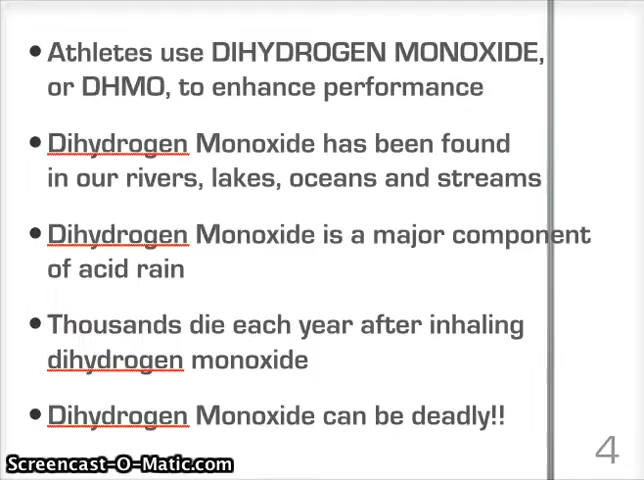 • Athletes use DIHYDROGEN MONOXIDE,
or DHMO, to enhance performance
• Dihydrogen Monoxide has been found
in our rivers, lakes, oceans and streams
• Dihydrogen Monoxide is a major component
of acid rain
• Thousands die each year after inhaling
dihydrogen monoxide
• Dihydrogen Monoxide can be deadly!!
4
Screencast-O-Matic.com